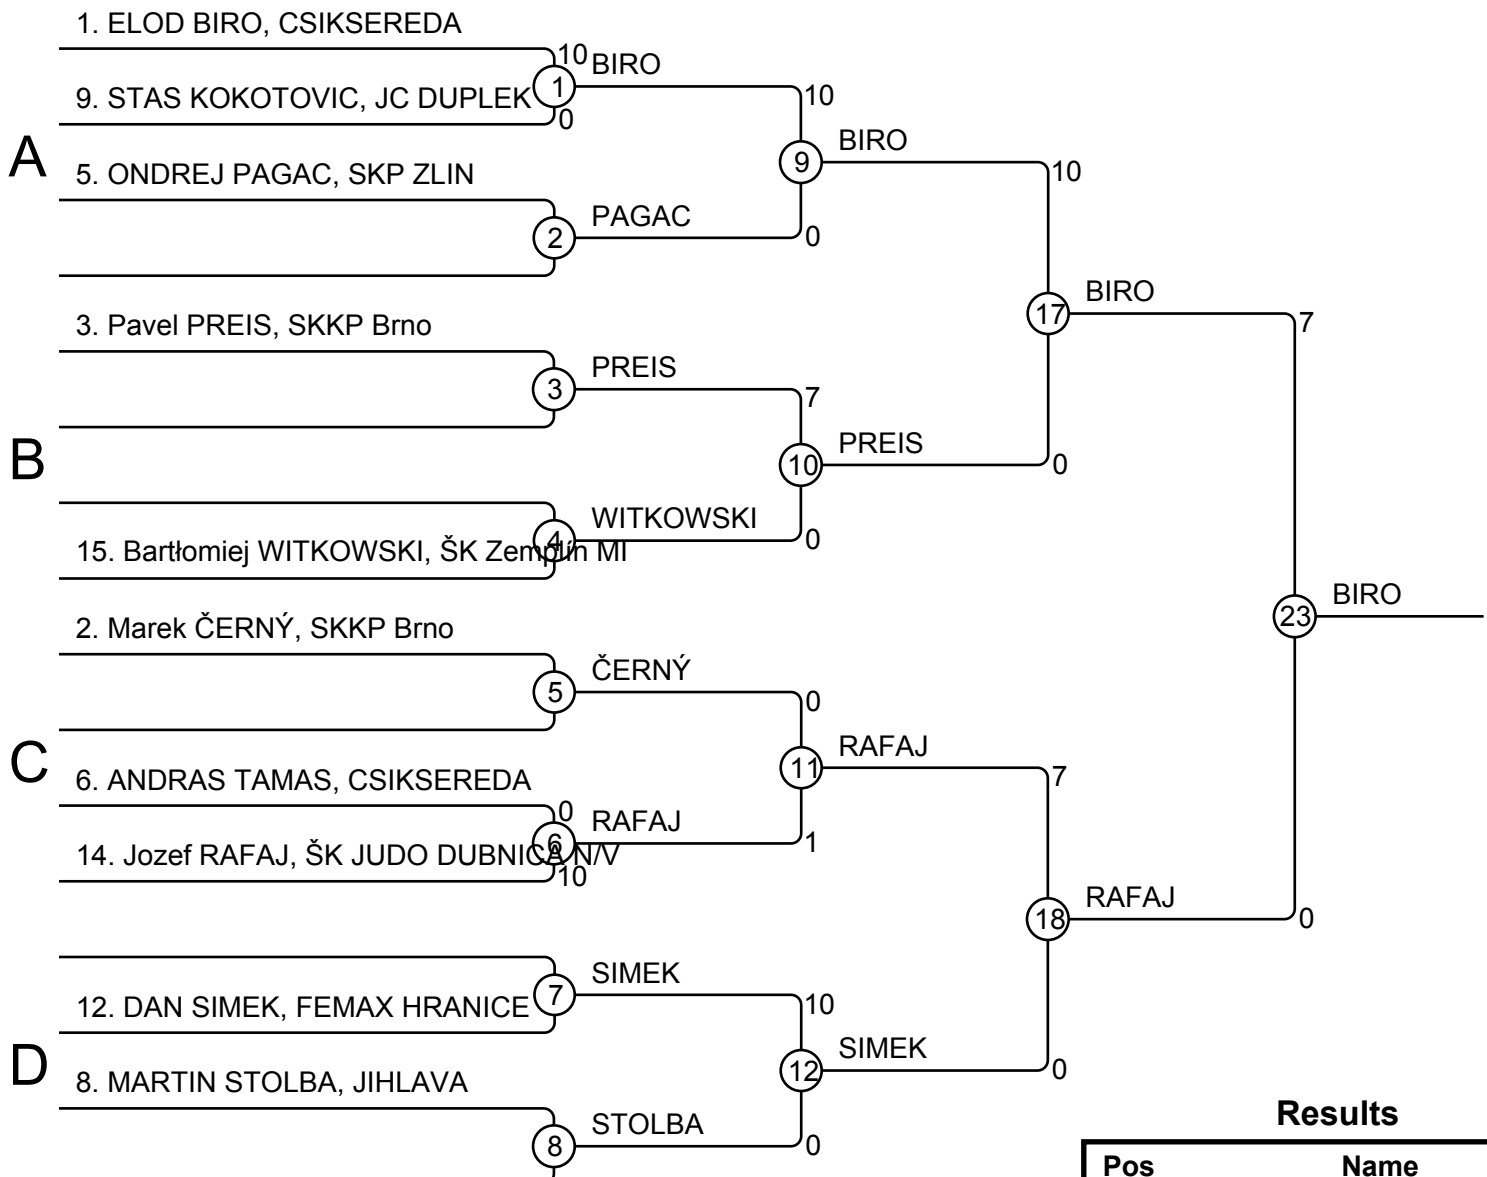 1. ELOD BIRO, CSIKSEREDA
10
BIRO
1
9. STAS KOKOTOVIC, JC DUPLEK
0
10
A
BIRO
9
10
5. ONDREJ PAGAC, SKP ZLIN
PAGAC
2
0
BIRO
17
7
3. Pavel PREIS, SKKP Brno
PREIS
3
7
B
PREIS
10
0
WITKOWSKI
4
0
15. Bartłomiej WITKOWSKI, ŠK Zemplín MI
BIRO
23
2. Marek ČERNÝ, SKKP Brno
ČERNÝ
5
0
C
RAFAJ
11
7
6. ANDRAS TAMAS, CSIKSEREDA
0
RAFAJ
6
1
14. Jozef RAFAJ, ŠK JUDO DUBNICA N/V
10
RAFAJ
18
0
SIMEK
7
10
12. DAN SIMEK, FEMAX HRANICE
D
SIMEK
12
0
8. MARTIN STOLBA, JIHLAVA
STOLBA
8
0
Results
Pos Name